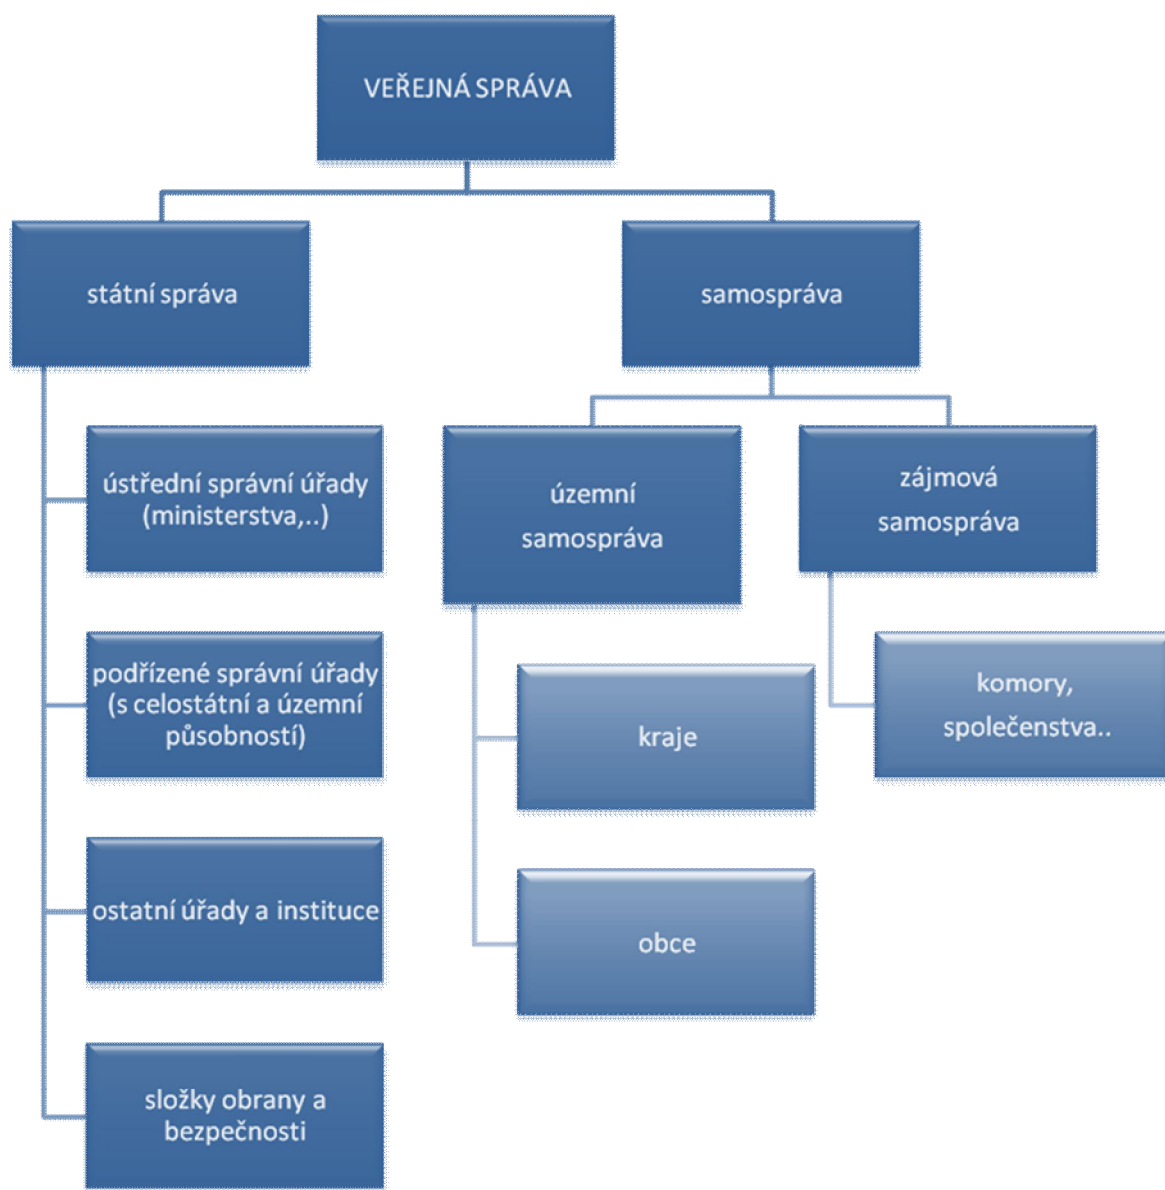 VEŘEJNÁ SPRÁVA
státní správa
samospráva
ústřední správní úřady
(ministerstva,..)
podřízené správní úřady
(s celostátní a územní
působností)
ostatní úřady a instituce
složky obrany a
bezpečnosti
územní
samospráva
kraje
obce
zájmová
samospráva
komory,
společenstva..